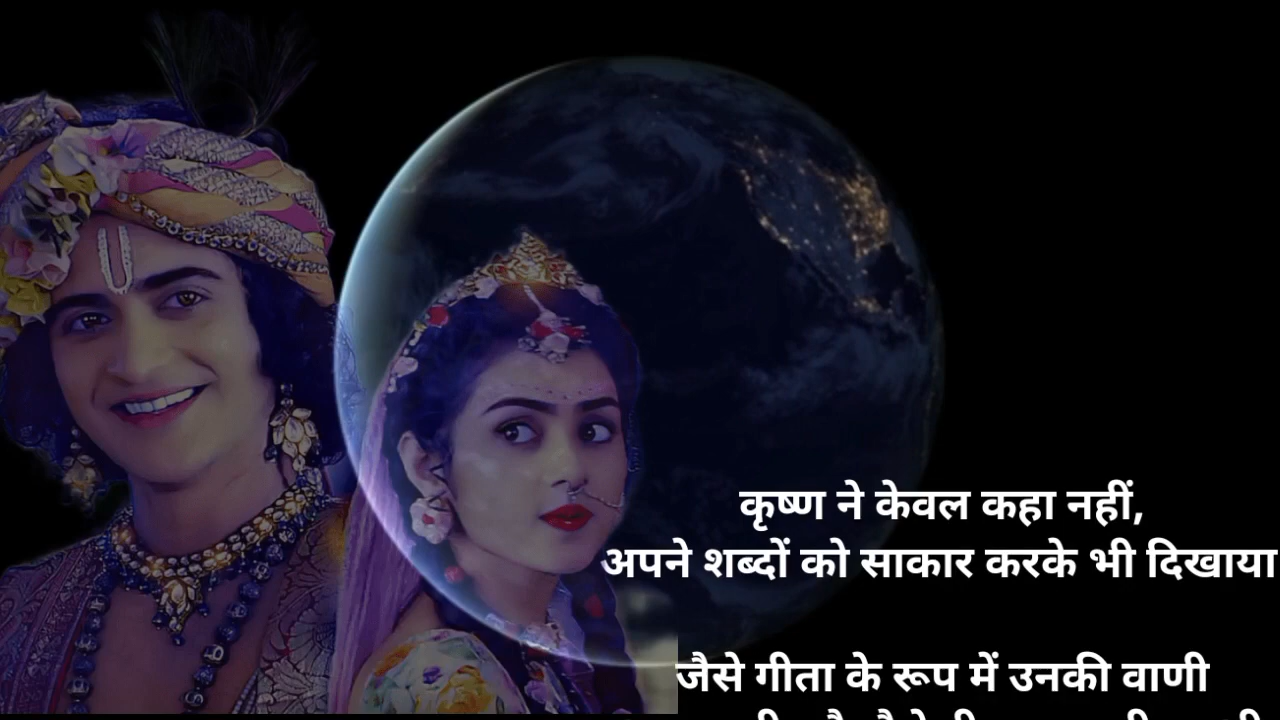 कृष्ण ने केवल कहा नहीं,
अपने शब्दों को साकार करके भी दिखाया
जैसे गीता के रूप में उनकी वाणी